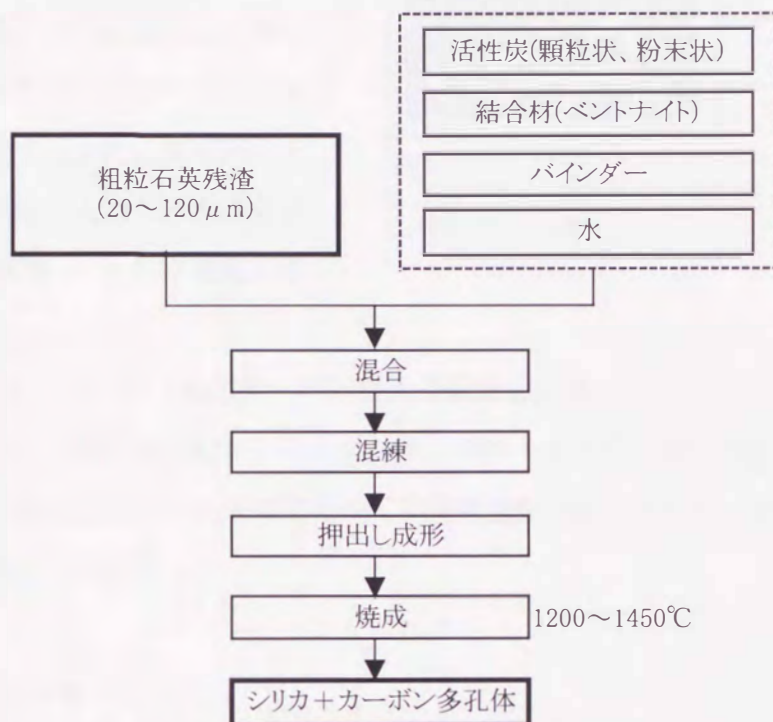 活性炭(顆粒状、粉末状)
結合材(ベントナイト)
バインダー
水
粗粒石英残渣
(20～120μm)
混合
混練
押出し成形
焼成
1200～1450℃
シリカ+カーボン多孔体